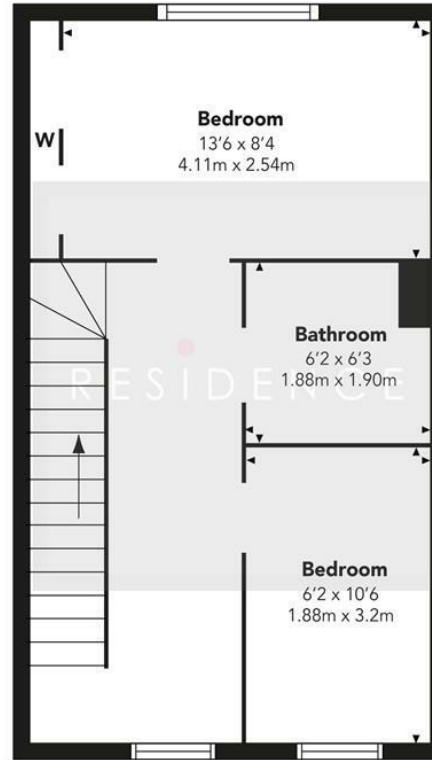 Bedroom
13'6 x 8'4
4.11m x 2.54m
W
Bathroom
6'2 x 6'3
1.88m x 1.90m
RESIDENCE
Bedroom
6'2 x 10'6
1.88m x 3.2m